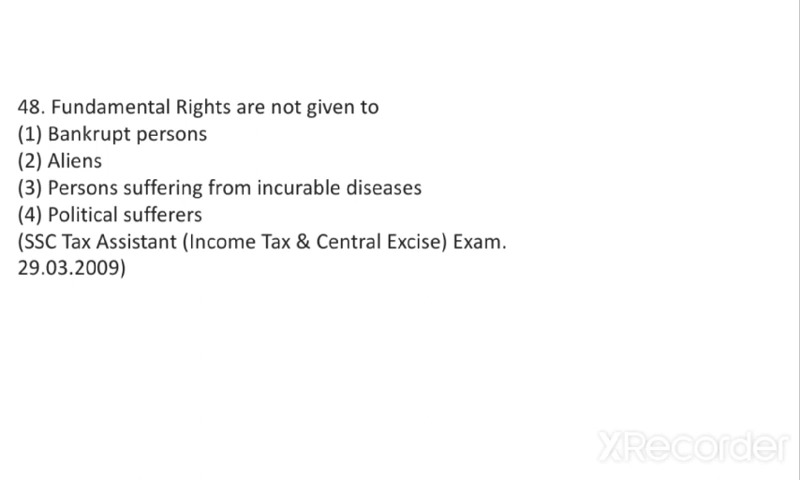 48. Fundamental Rights are not given to
(1) Bankrupt persons
(2) Aliens
(3) Persons suffering from incurable diseases
(4) Political sufferers
(SSC Tax Assistant (Income Tax & Central Excise) Exam.
29.03.2009)
XRecorder